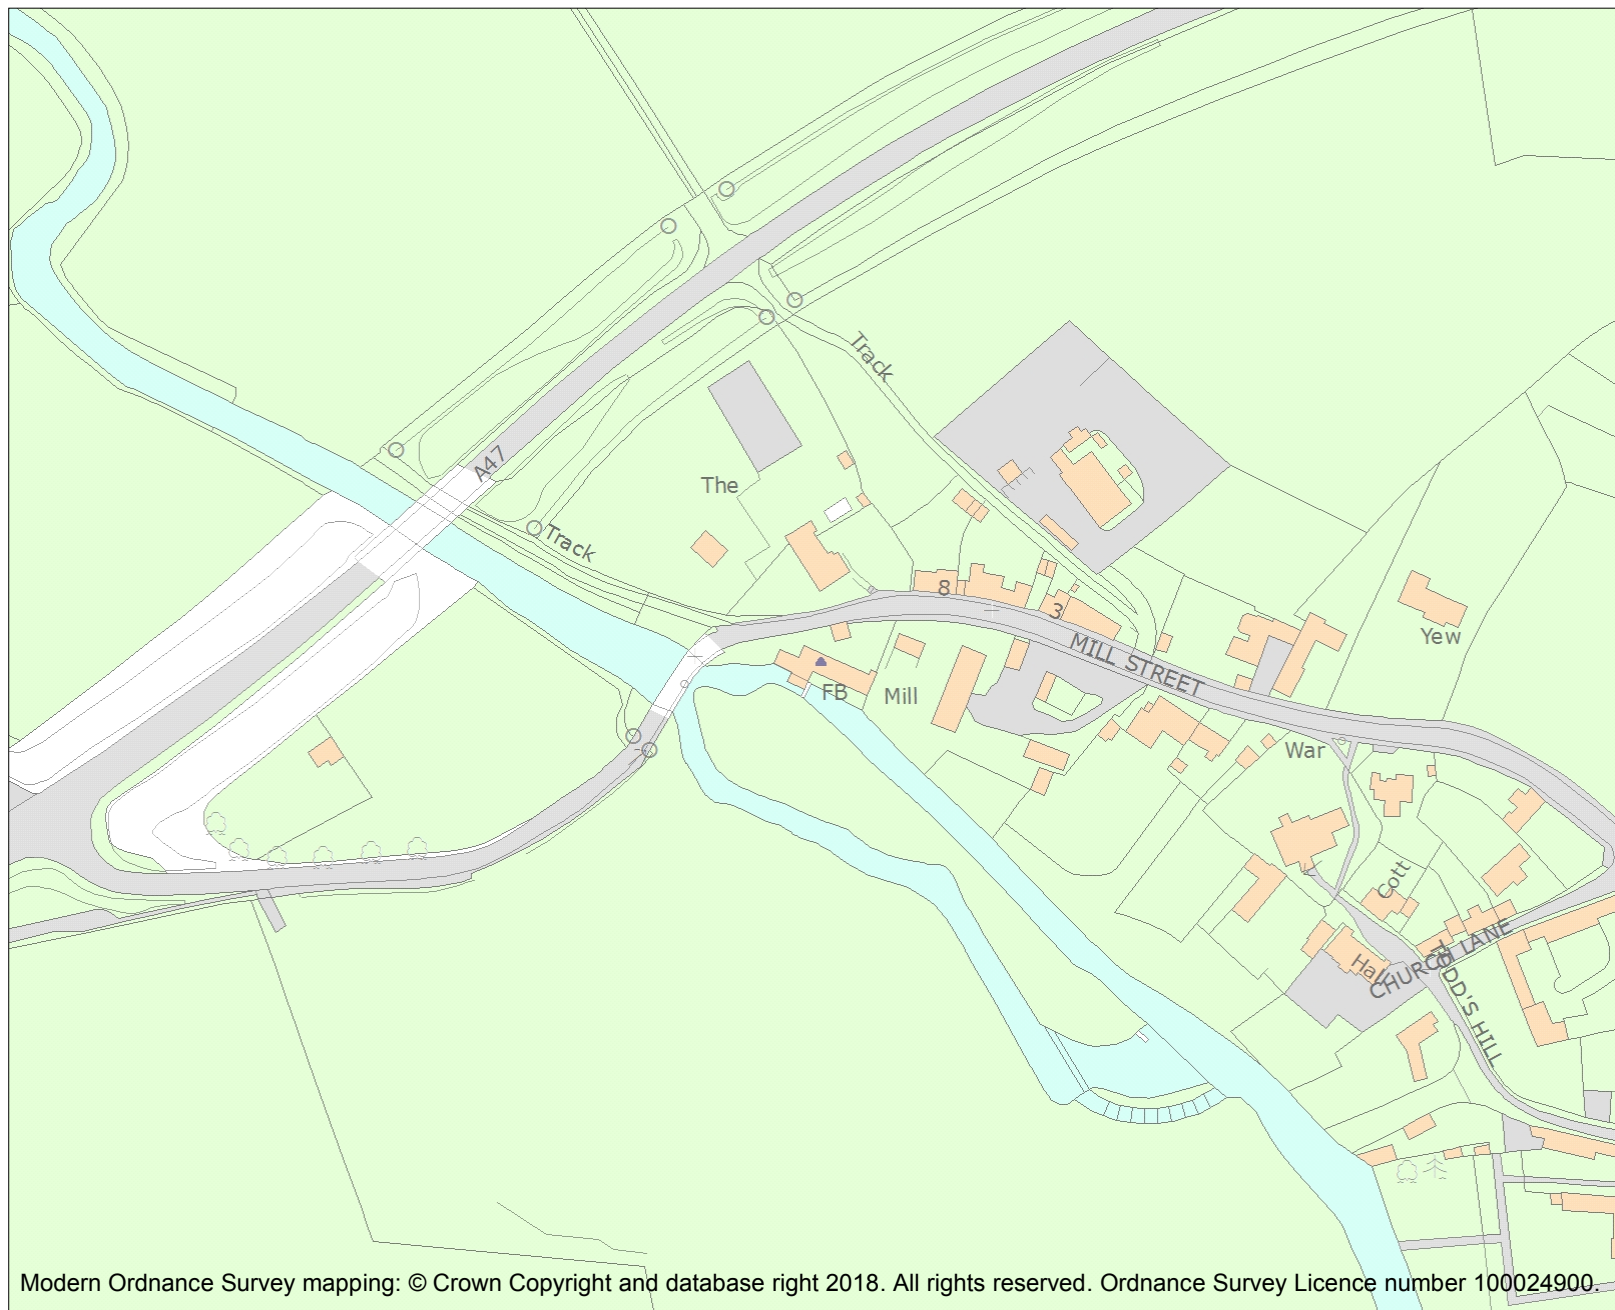 Track
A47
The
Track
8
3
MILL STREET
Yew
FB
Mill
War
Cott
CHURCH LANE
TODD'S HILL
Hall
Modern Ordnance Survey mapping: © Crown Copyright and database right 2018. All rights reserved. Ordnance Survey Licence number 100024900.